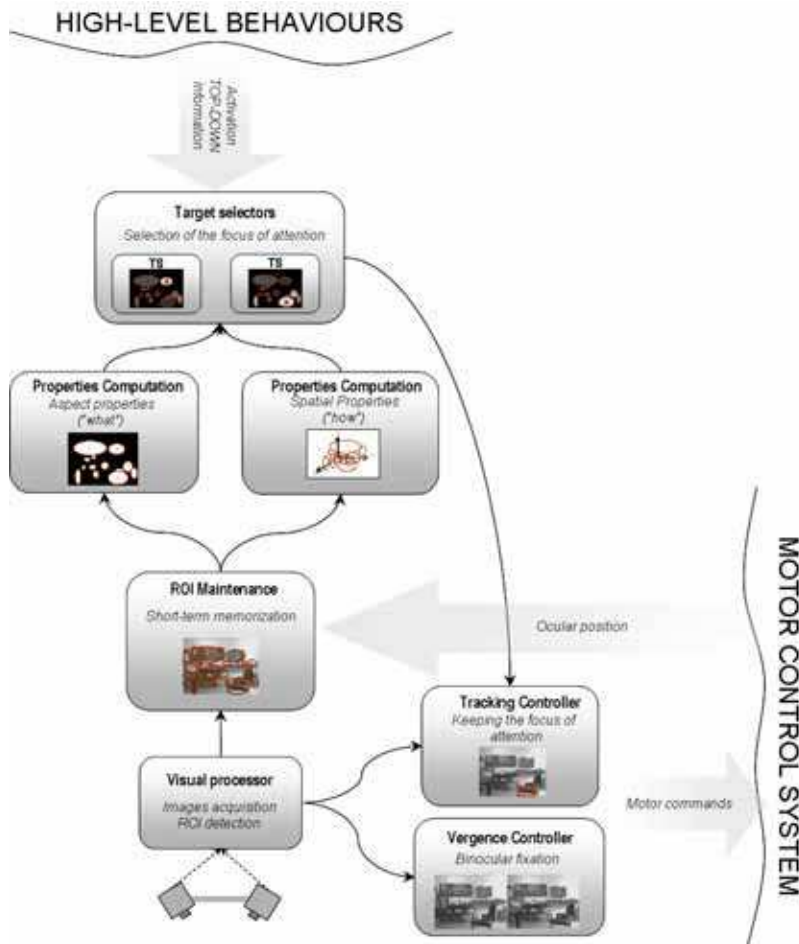 HIGH-LEVEL BEHAVIOURS
Activation
TOP-DOWN
information
Target selectors
Selection of the focus of attention
TS
TS
Properties Computation
Aspect properties
("what")
Properties Computation
Spatial Properties
("how")
ROI Maintenance
Short-term memorization
Ocular position
MOTOR CONTROL SYSTEM
Tracking Controller
Keeping the focus of
attention
Visual processor
Images acquisition
ROI detection
Motor commands
Vergence Controller
Binocular fixation